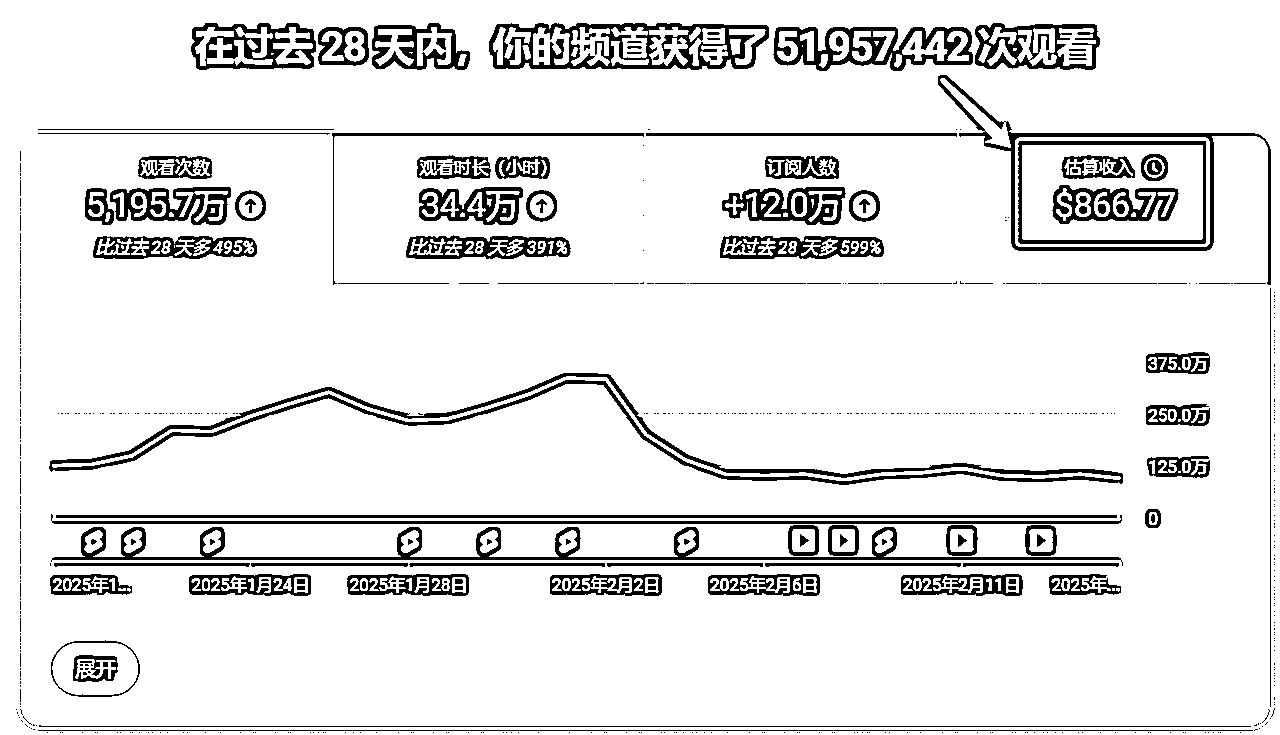 在过去 28 天内，你的频道获得了 51,957,442 次观看
观看次数
5,195.7万
比过去 28 天多 495%
观看时长（小时）
34.4万
比过去 28 天多 391%
订阅人数
+12.0万
比过去 28 天多 599%
估算收入
$866.77
375.0万
250.0万
125.0万
0
2025年1...
2025年1月24日
2025年1月28日
2025年2月2日
2025年2月6日
2025年2月11日
2025年...
展开